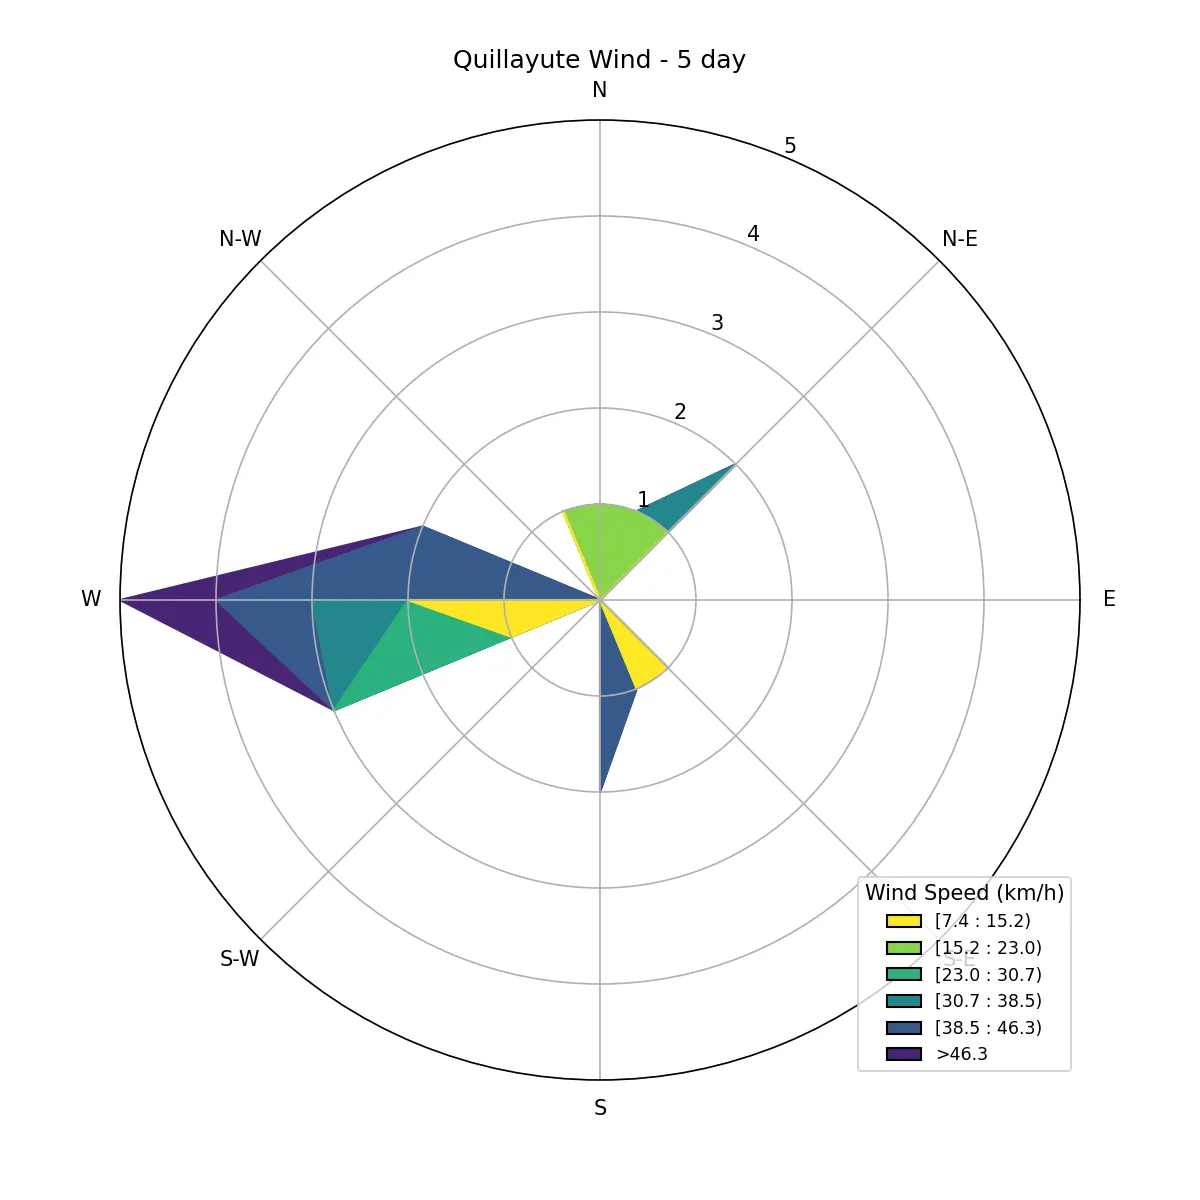 Quillayute Wind - 5 day
N
5
N-W
N-E
4
3
2
1
W
E
Wind Speed (km/h)
[7.4 : 15.2)
[15.2 : 23.0)
[23.0 : 30.7)
[30.7 : 38.5)
[38.5 : 46.3)
>46.3
S-W
S-E
S